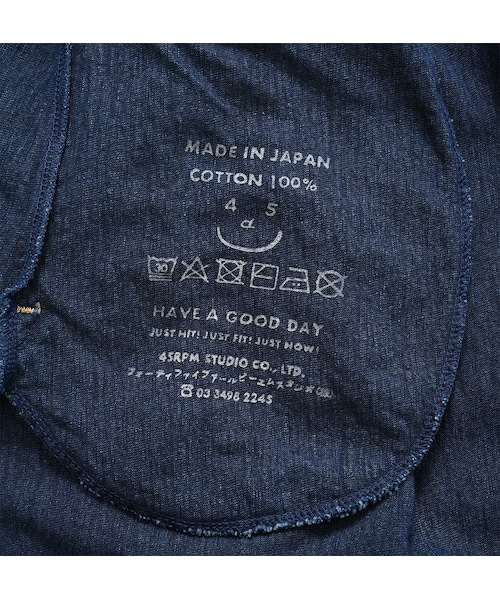 MADE IN JAPAN
COTTON 100%
4 5
d
30
HAVE A GOOD DAY
JUST HIT! JUST FIT! JUST NOW!
45RPM STUDIO CO., LTD.
フォーティファイブアールピーエムスタジオ(株)
☎03 3498 2245